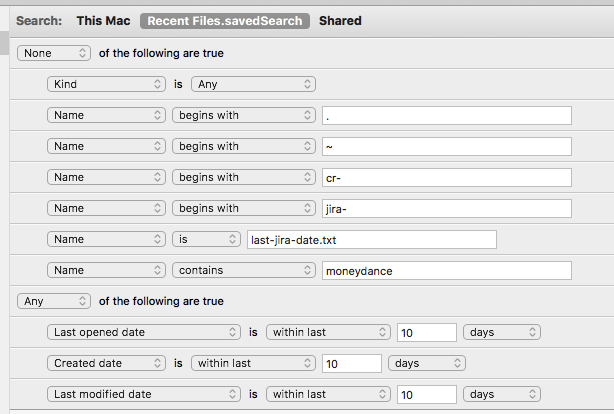 Search: This Mac Recent Files.savedSearch Shared
None of the following are true
Kind is Any
Name begins with .
Name begins with ~
Name begins with cr-
Name begins with jira-
Name is last-jira-date.txt
Name contains moneydance
Any of the following are true
Last opened date is within last 10 days
Created date is within last 10 days
Last modified date is within last 10 days